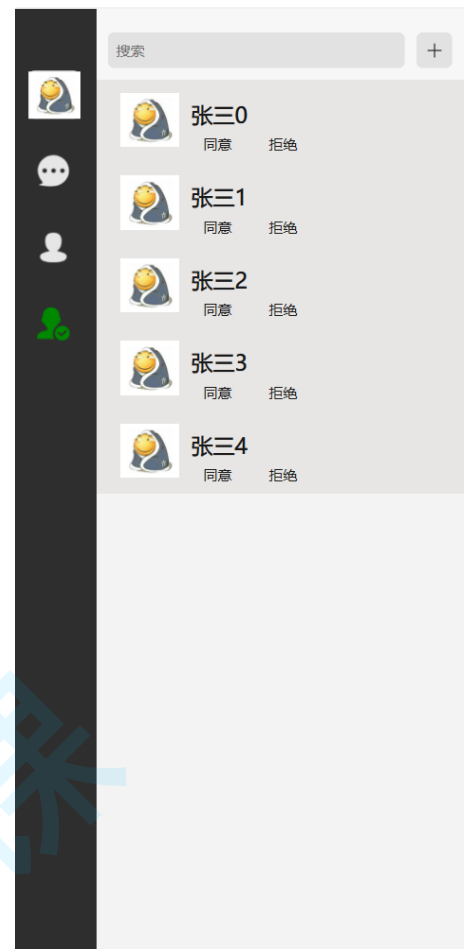 搜索
张三0
同意 拒绝
张三1
同意 拒绝
张三2
同意 拒绝
张三3
同意 拒绝
张三4
同意 拒绝
课